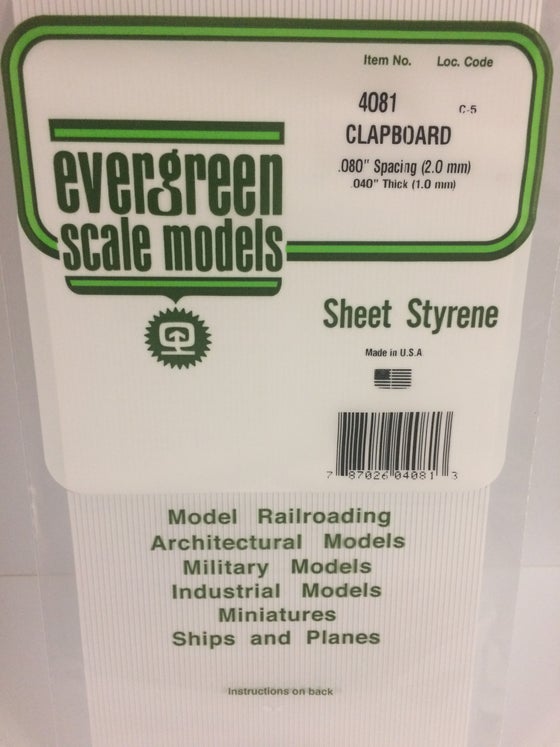 Item No. Loc. Code
4081 C-5
CLAPBOARD
.080" Spacing (2.0 mm)
.040" Thick (1.0 mm)
evergreen
scale models
Sheet Styrene
Made in U.S.A
7 87026 04081 3
Model Railroading
Architectural Models
Military Models
Industrial Models
Miniatures
Ships and Planes
Instructions on back